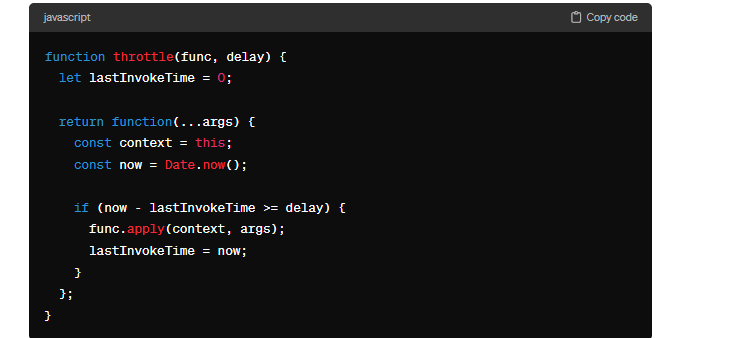 javascript
Copy code
function throttle(func, delay) {
  let lastInvokeTime = 0;
  return function(...args) {
    const context = this;
    const now = Date.now();
    if (now - lastInvokeTime >= delay) {
      func.apply(context, args);
      lastInvokeTime = now;
    }
  };
}